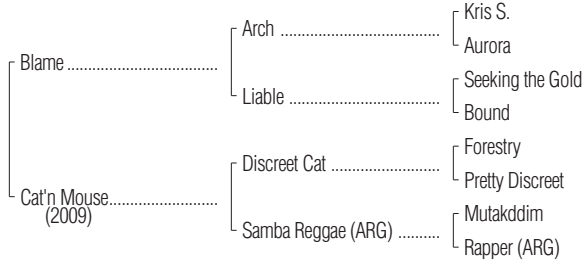 Kris S.
Arch ................................
Aurora
Blame ..............................
Seeking the Gold
Liable ..............................
Bound
Forestry
Discreet Cat ......................
Pretty Discreet
Cat'n Mouse......................
(2009)
Mutakddim
Samba Reggae (ARG) ........
Rapper (ARG)